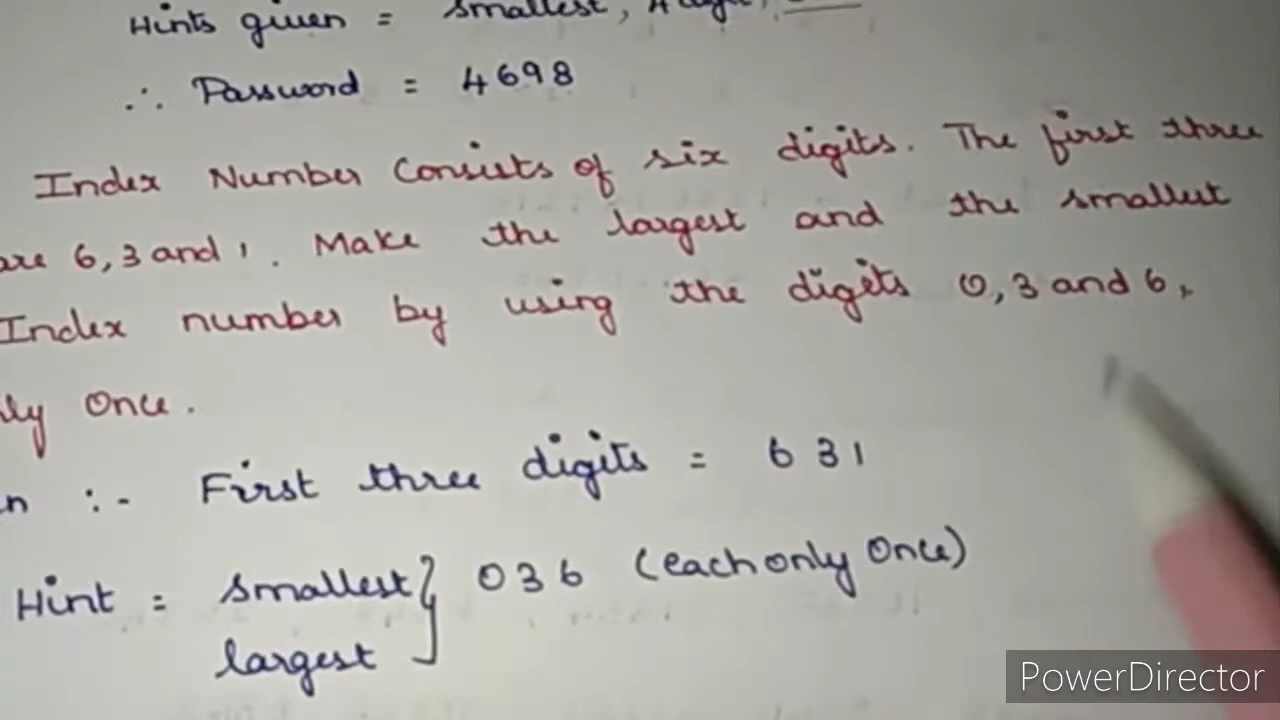 Hints given = smallest, 4
∴ Password = 4698
Index Number Consists of six digits. The first three
are 6, 3 and 1. Make the largest and the smallest
Index number by using the digits 0, 3 and 6,
ly Once.
n :- First three digits = 6 3 1
Hint = smallest } 0 3 6 (each only Once)
largest
PowerDirector